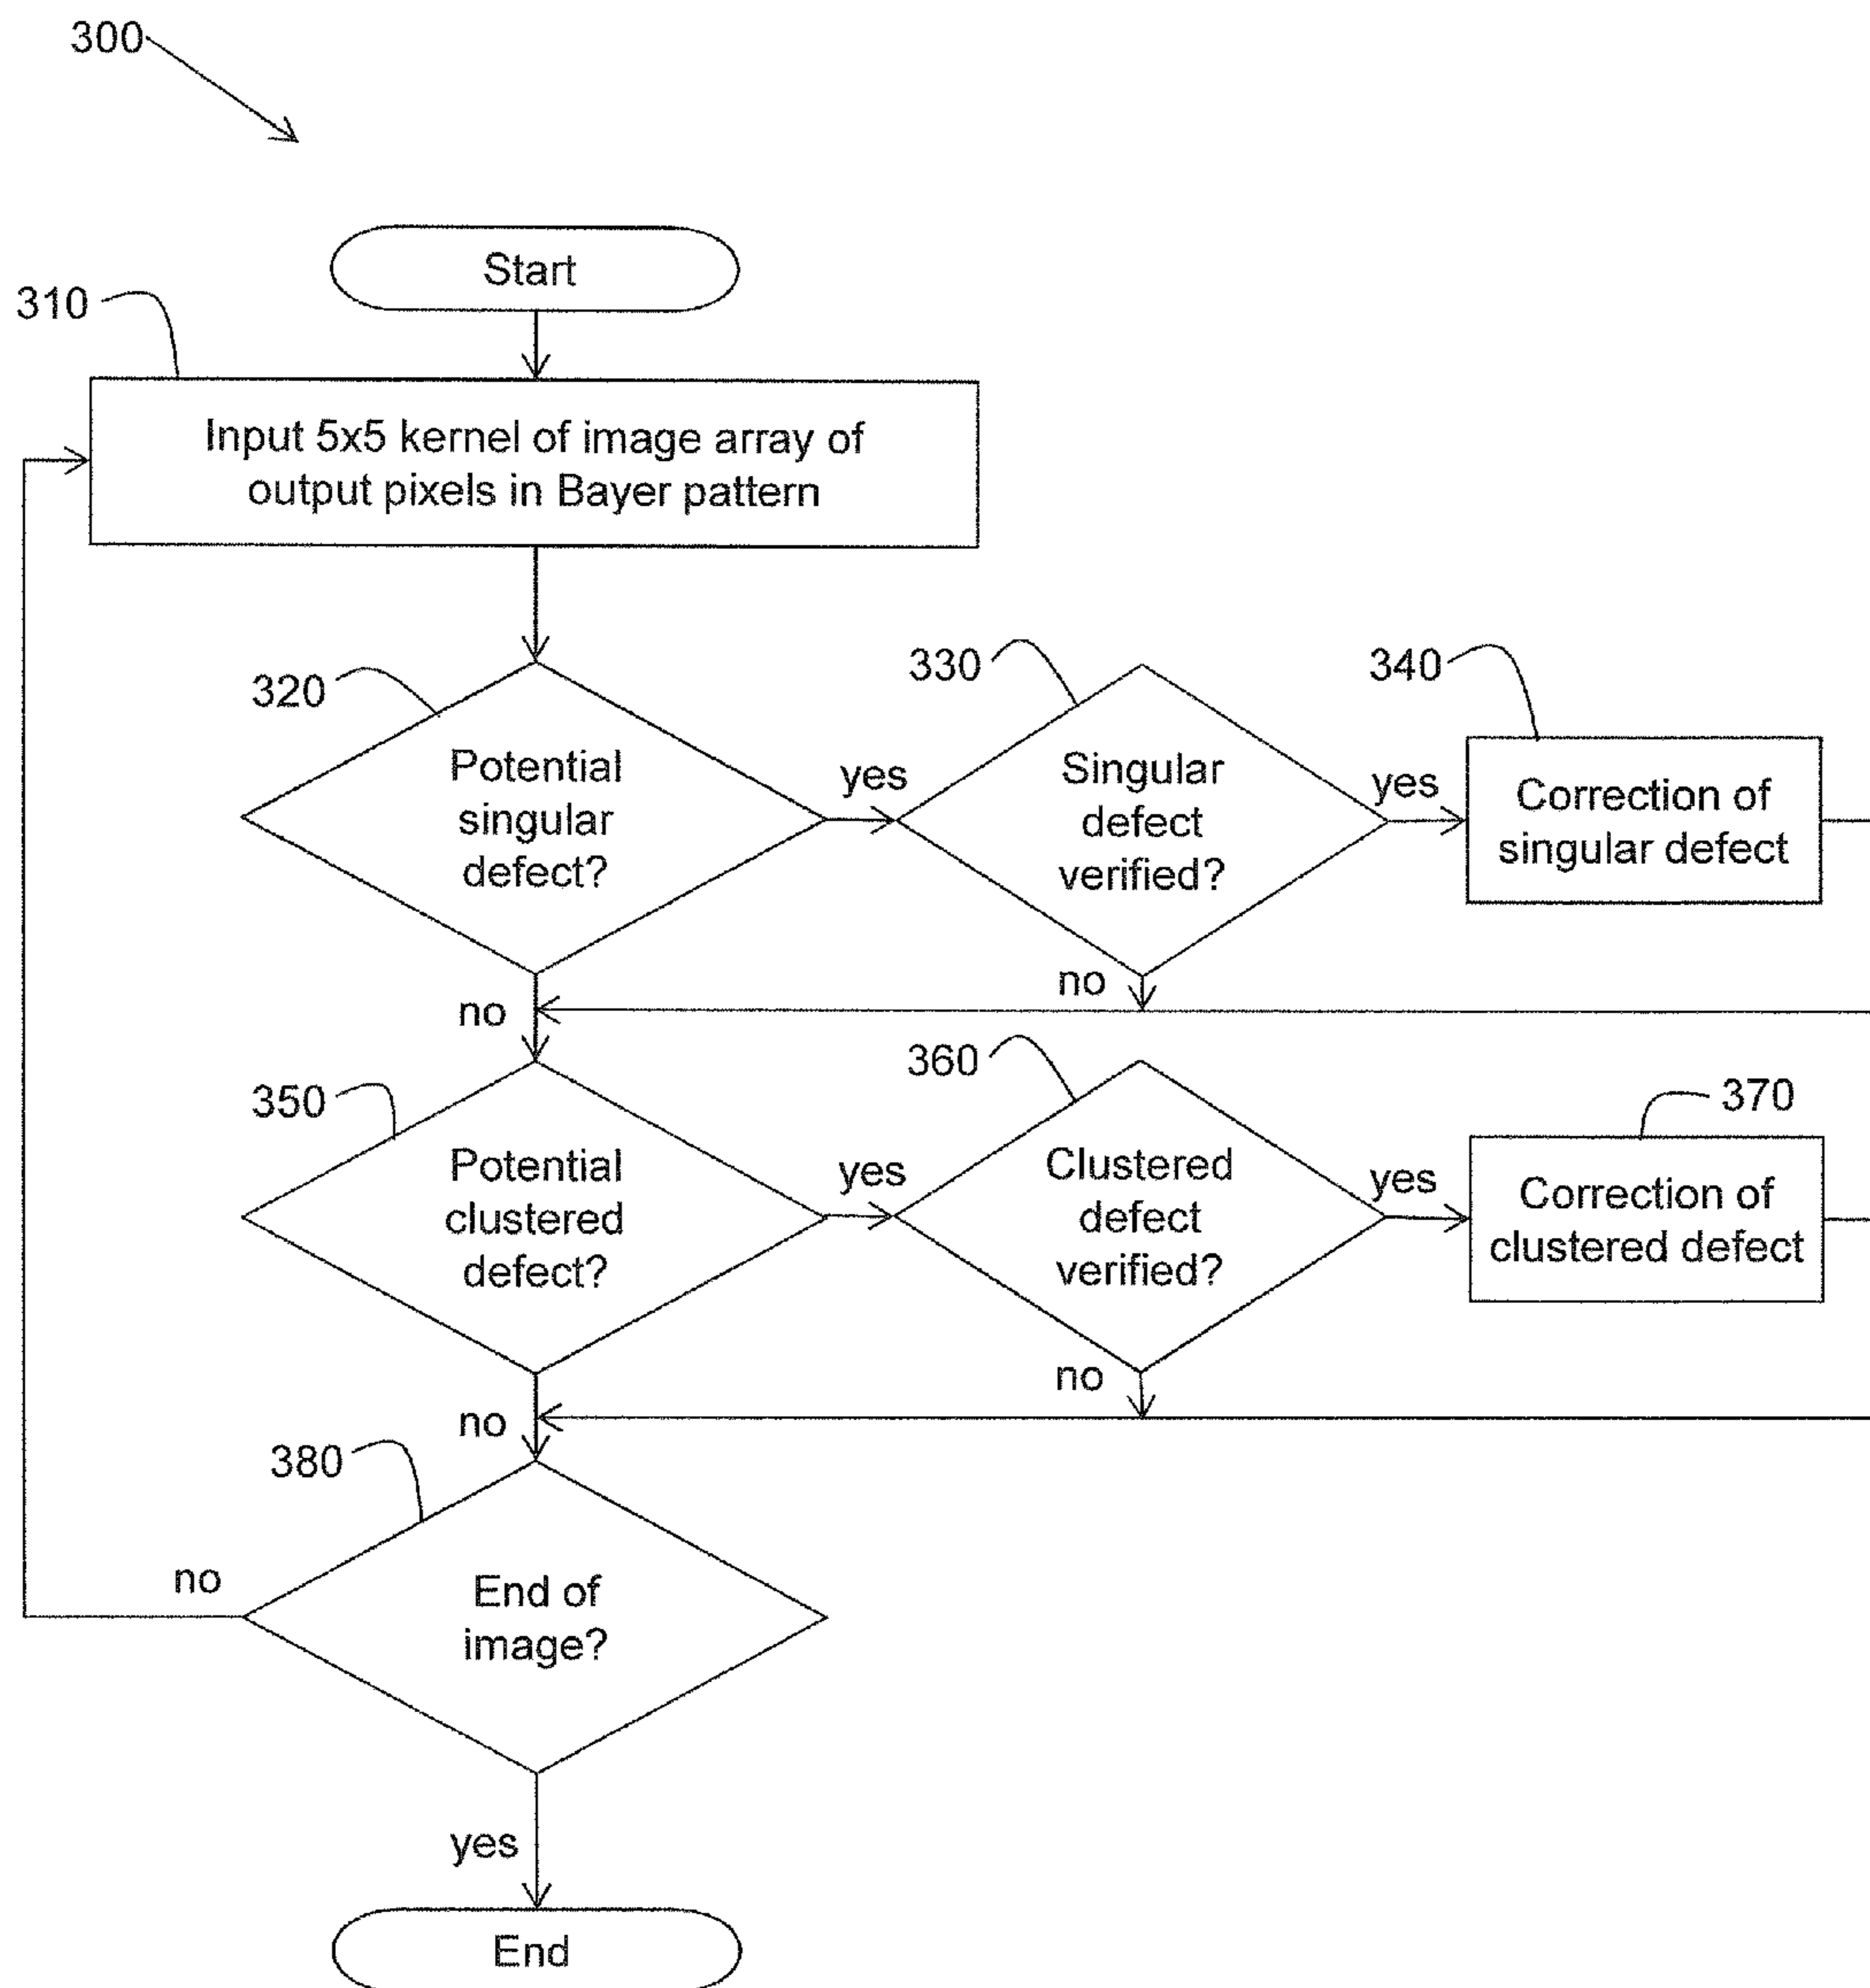 300
Start
310
Input 5x5 kernel of image array of
output pixels in Bayer pattern
320
Potential
singular
defect?
yes
330
Singular
defect
verified?
yes
340
Correction of
singular defect
no
no
350
Potential
clustered
defect?
yes
360
Clustered
defect
verified?
yes
370
Correction of
clustered defect
no
no
380
End of
image?
no
yes
End